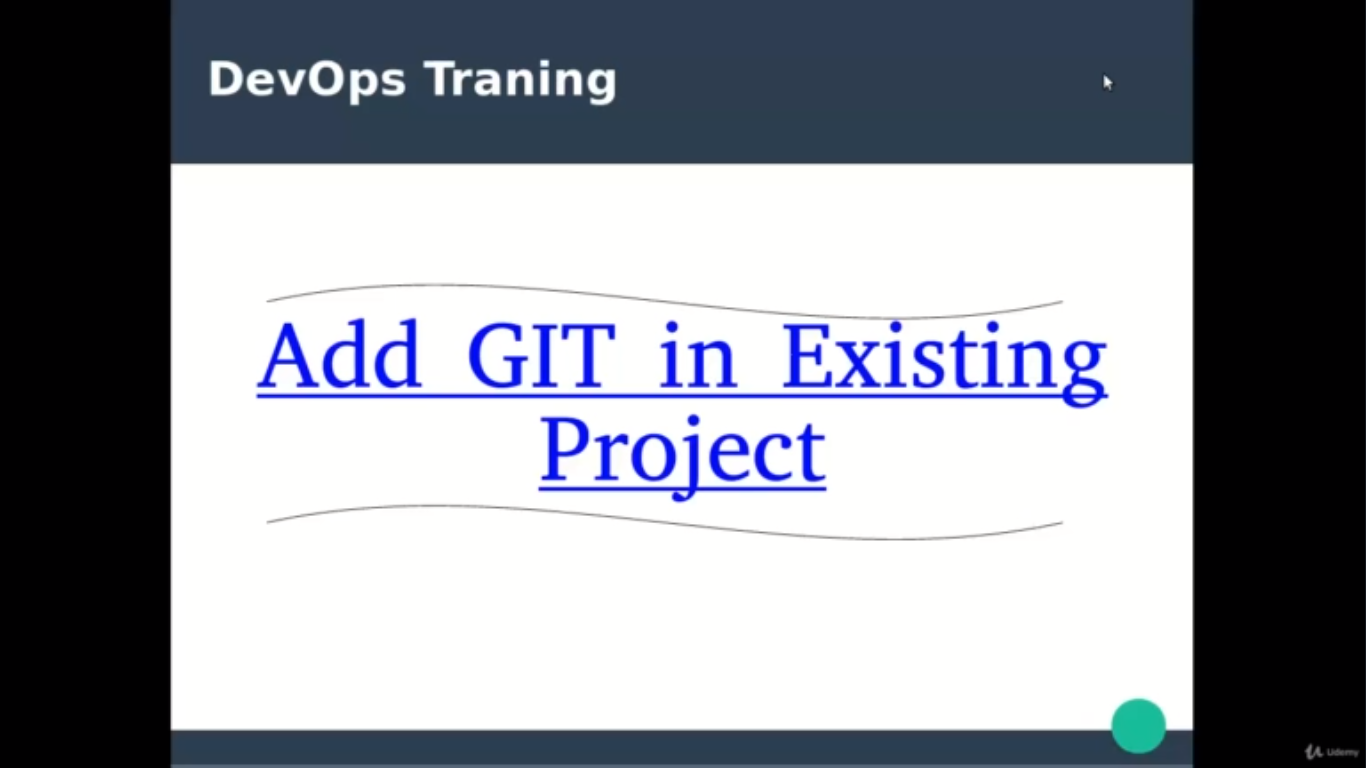 DevOps Traning
Add GIT in Existing
Project
Udemy